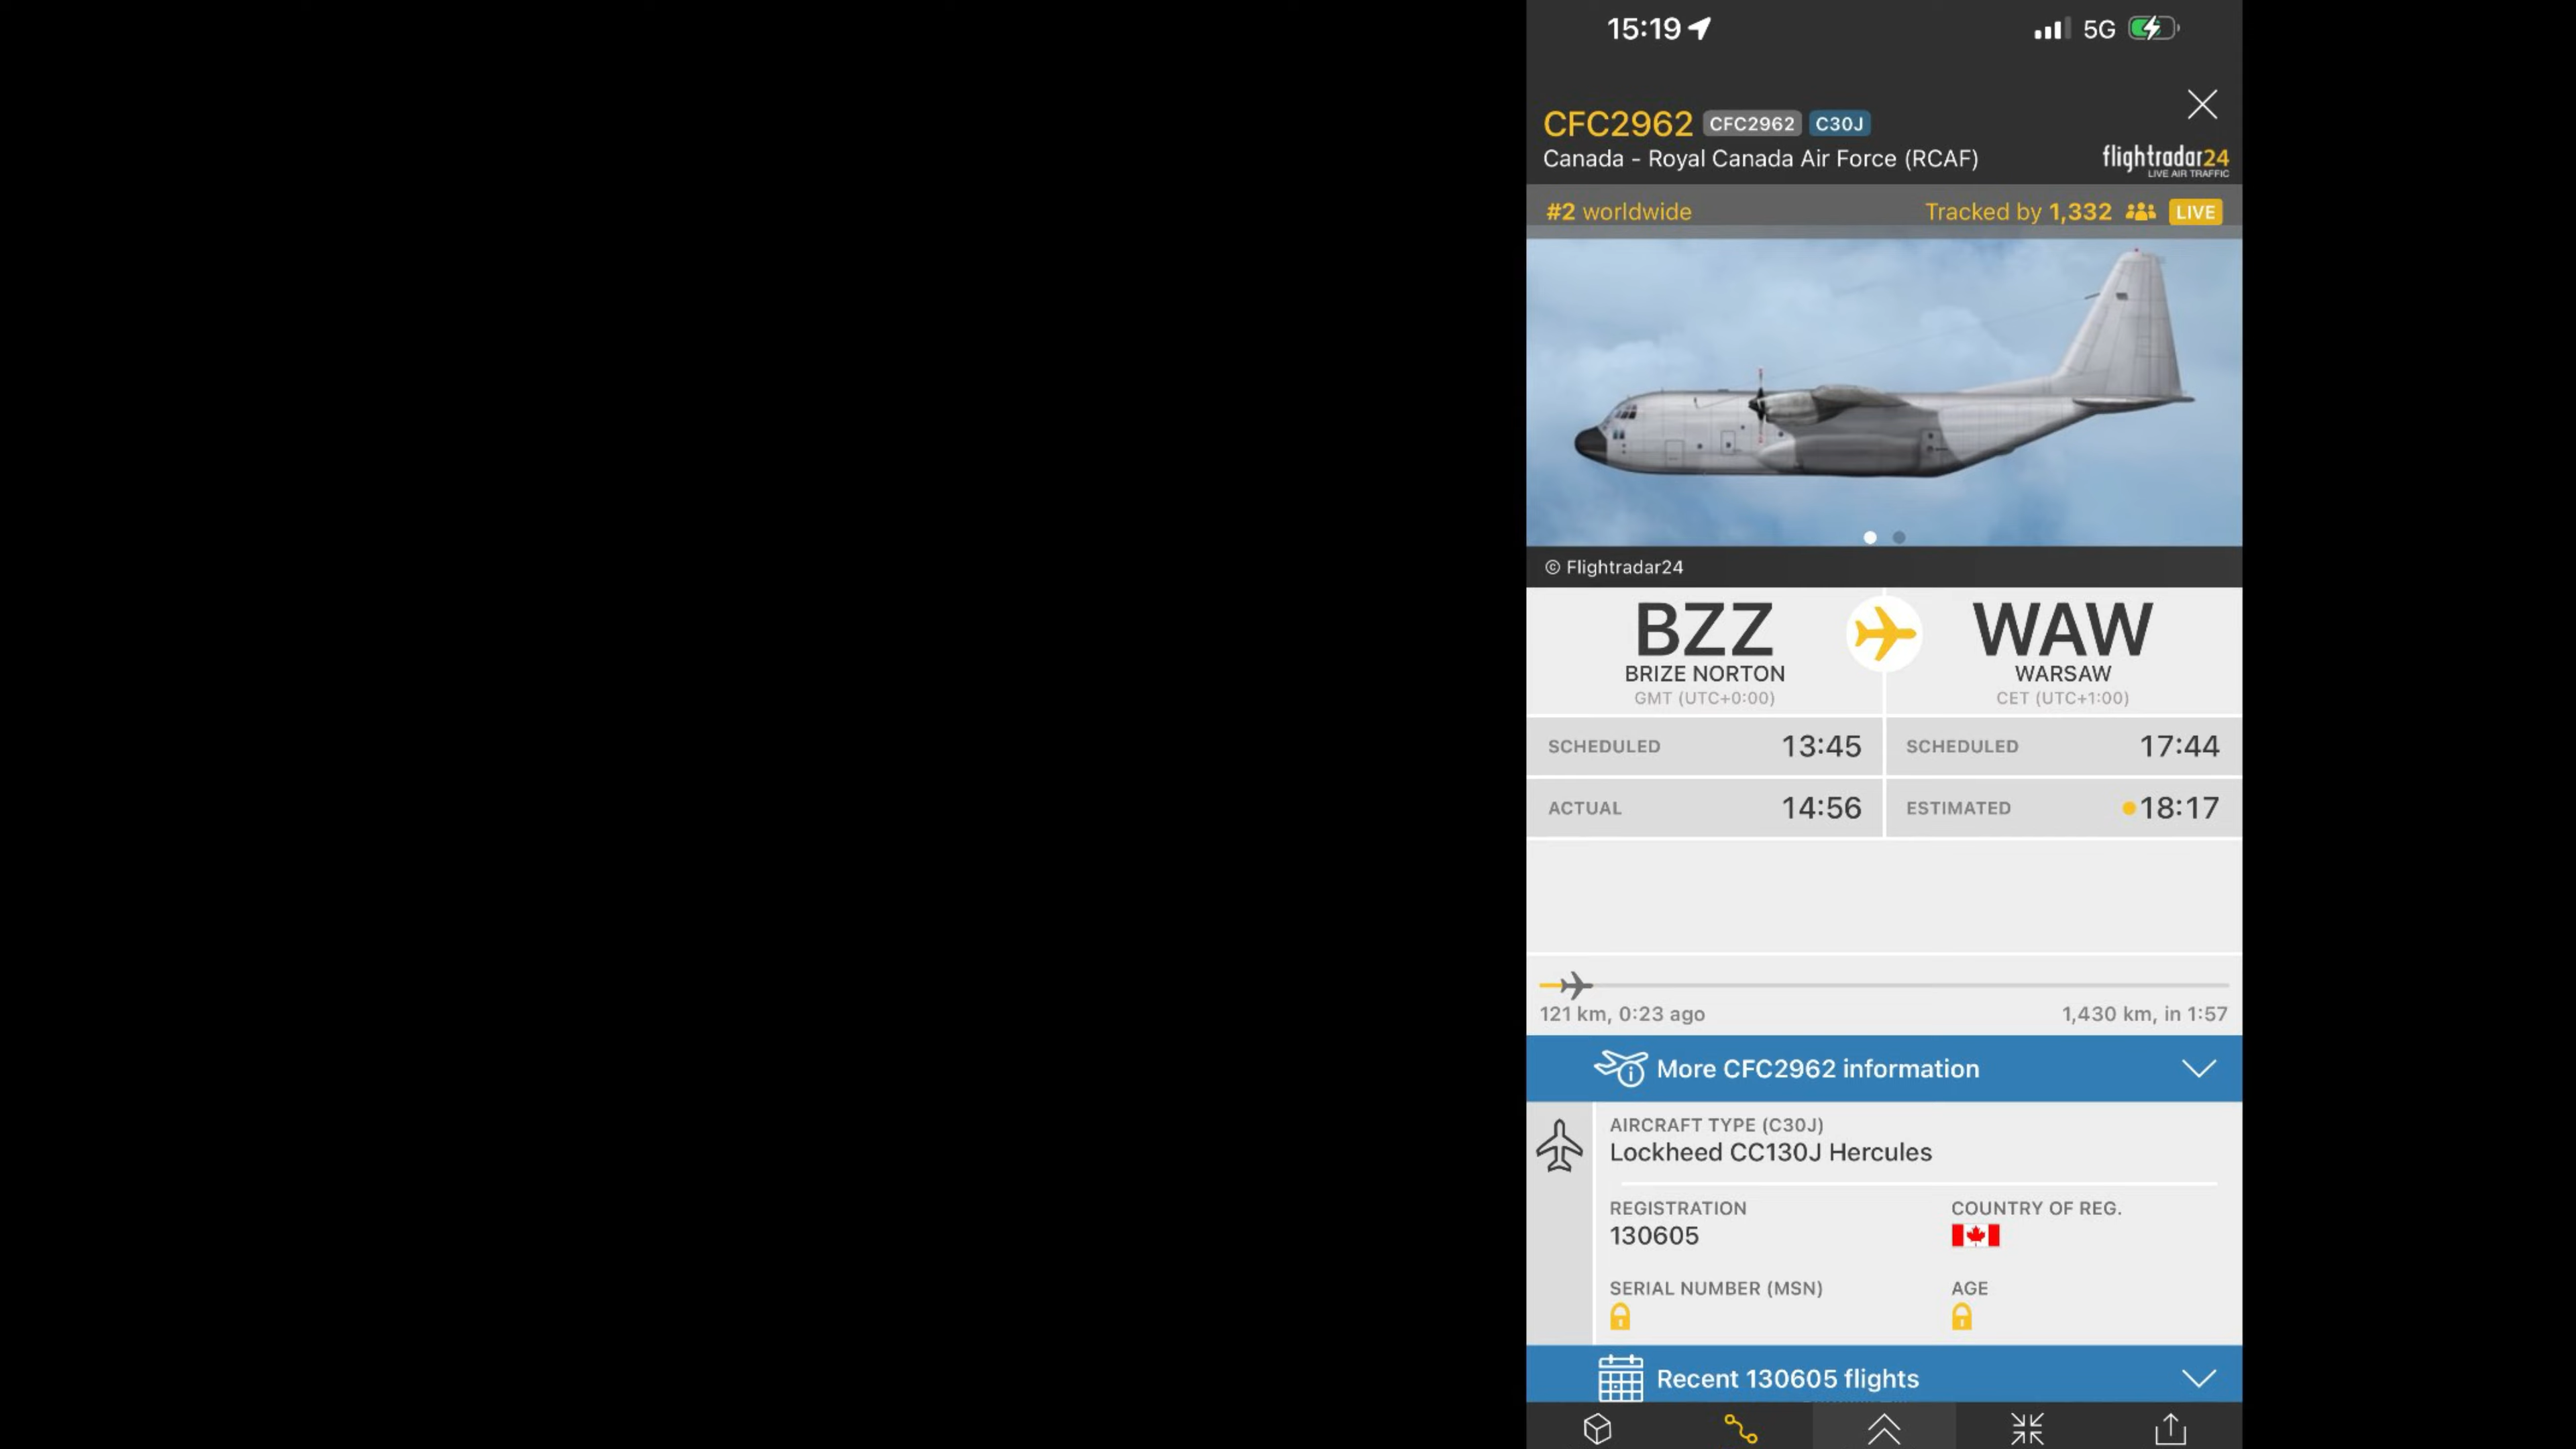 15:19 5G
CFC2962 CFC2962 C30J
Canada - Royal Canada Air Force (RCAF)
flightradar24
LIVE AIR TRAFFIC
#2 worldwide Tracked by 1,332 LIVE
© Flightradar24
BZZ WAW
BRIZE NORTON WARSAW
GMT (UTC+0:00) CET (UTC+1:00)
SCHEDULED 13:45 SCHEDULED 17:44
ACTUAL 14:56 ESTIMATED 18:17
121 km, 0:23 ago 1,430 km, in 1:57
More CFC2962 information
AIRCRAFT TYPE (C30J)
Lockheed CC130J Hercules
REGISTRATION COUNTRY OF REG.
130605
SERIAL NUMBER (MSN) AGE
Recent 130605 flights